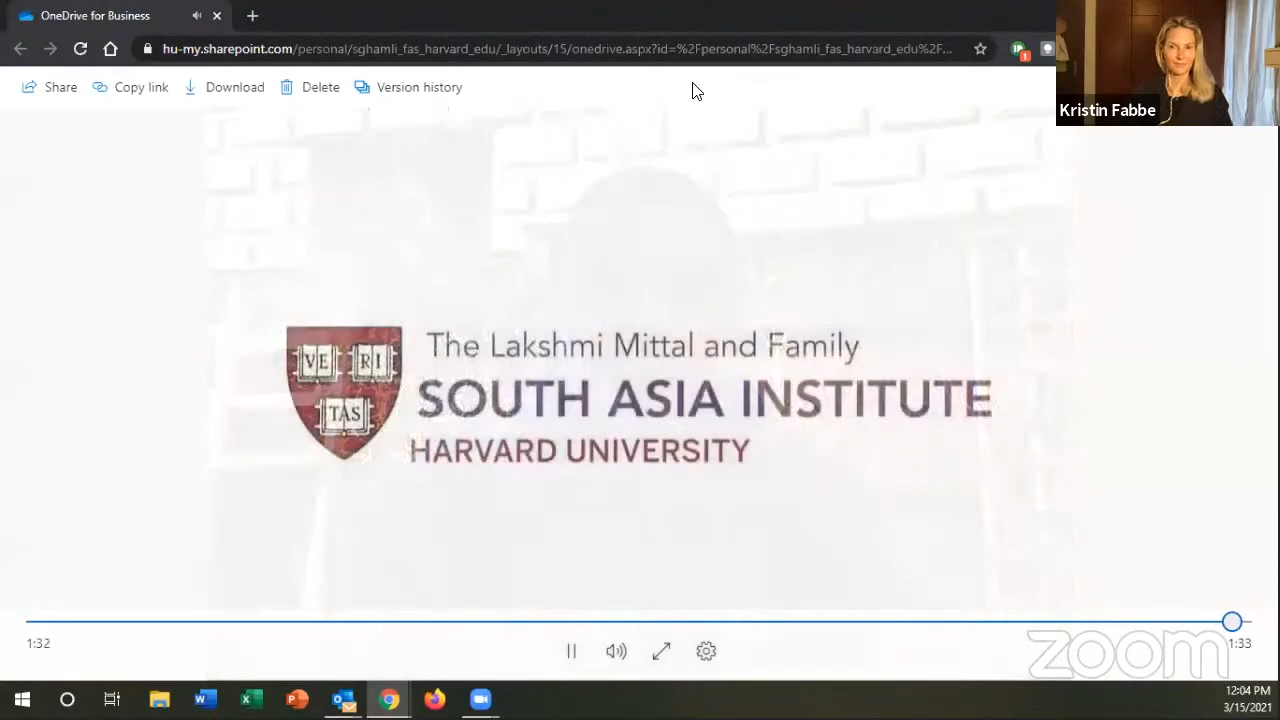 OneDrive for Business
hu-my.sharepoint.com/personal/sghamli_fas_harvard_edu/_layouts/15/onedrive.aspx?id=%2Fpersonal%2Fsghamli_fas_harvard_edu%2F...
1
Kristin Fabbe
Share
Copy link
Download
Delete
Version history
VE RI
TAS
The Lakshmi Mittal and Family
SOUTH ASIA INSTITUTE
HARVARD UNIVERSITY
1:32
1:33
zoom
12:04 PM
3/15/2021